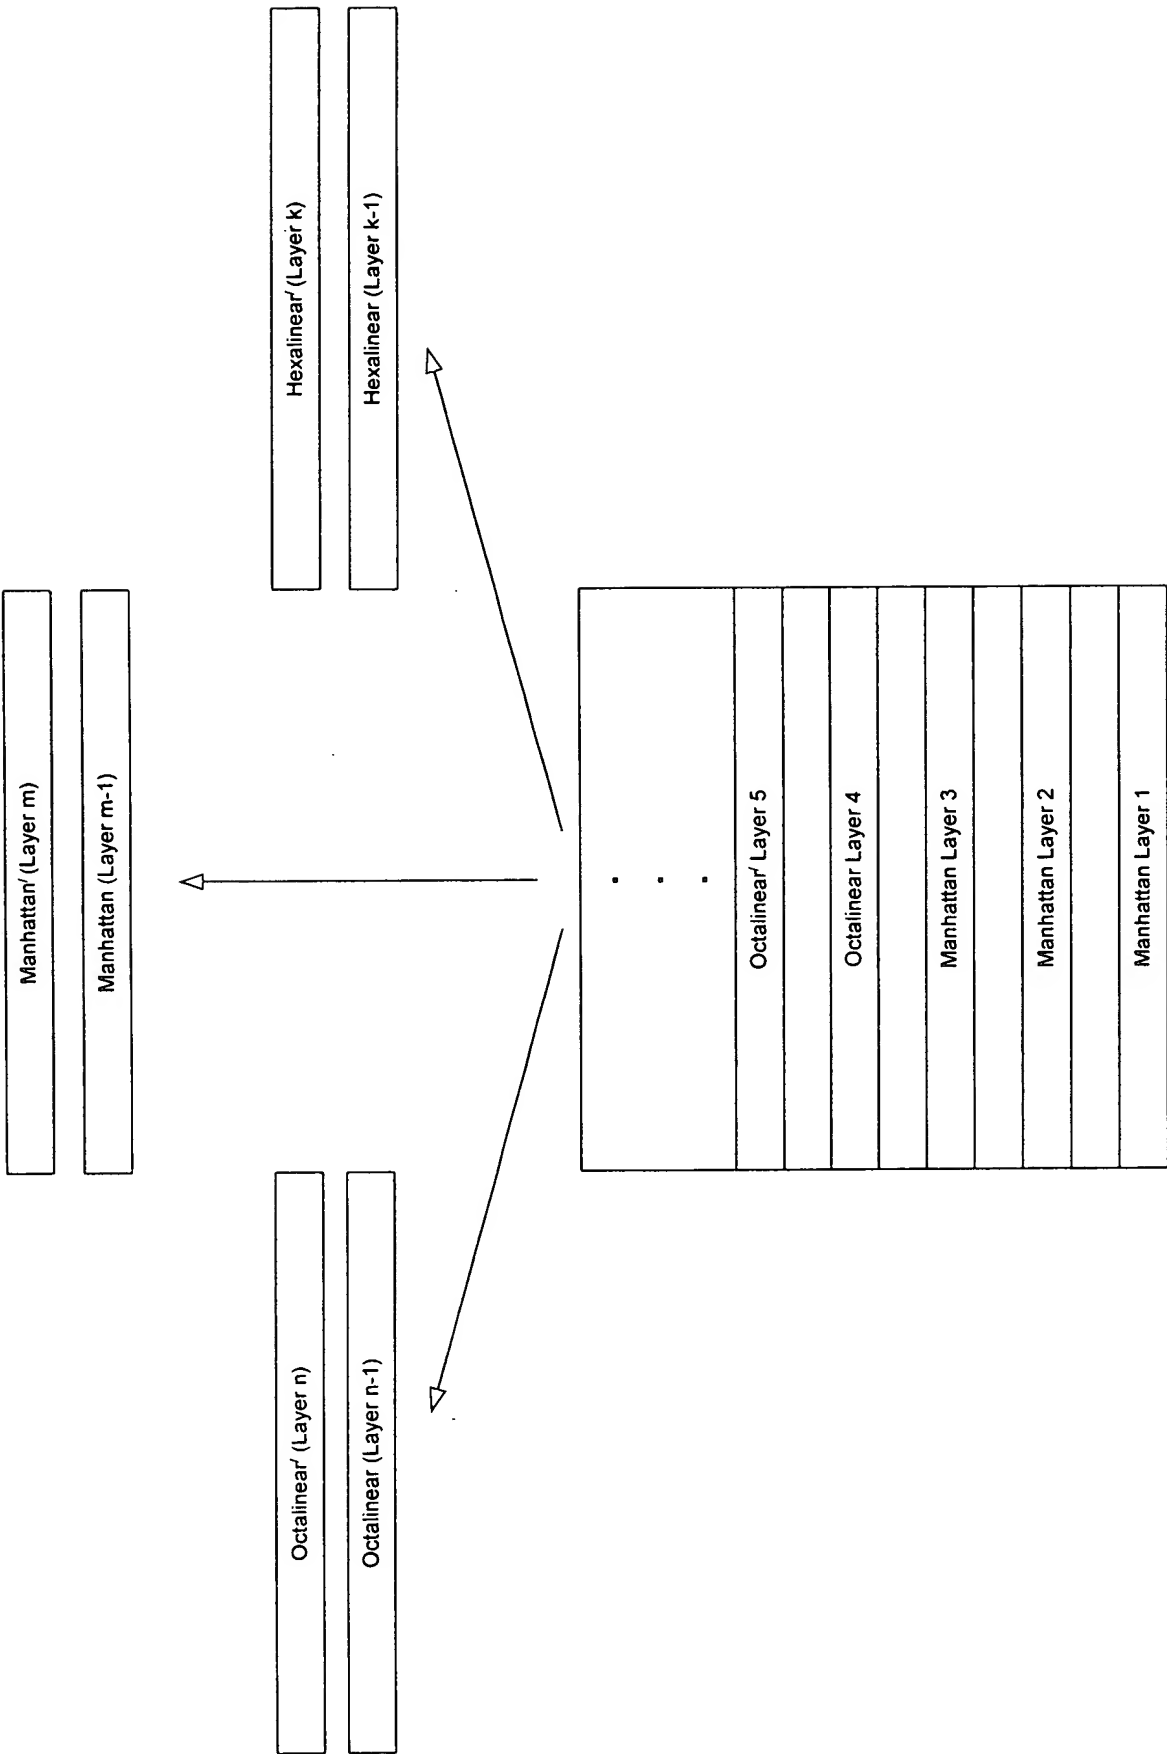 Manhattan′ (Layer m)
Manhattan (Layer m-1)
Octalinear′ (Layer n)
Octalinear (Layer n-1)
Hexalinear′ (Layer k)
Hexalinear (Layer k-1)
Octalinear′ Layer 5
Octalinear Layer 4
Manhattan Layer 3
Manhattan Layer 2
Manhattan Layer 1